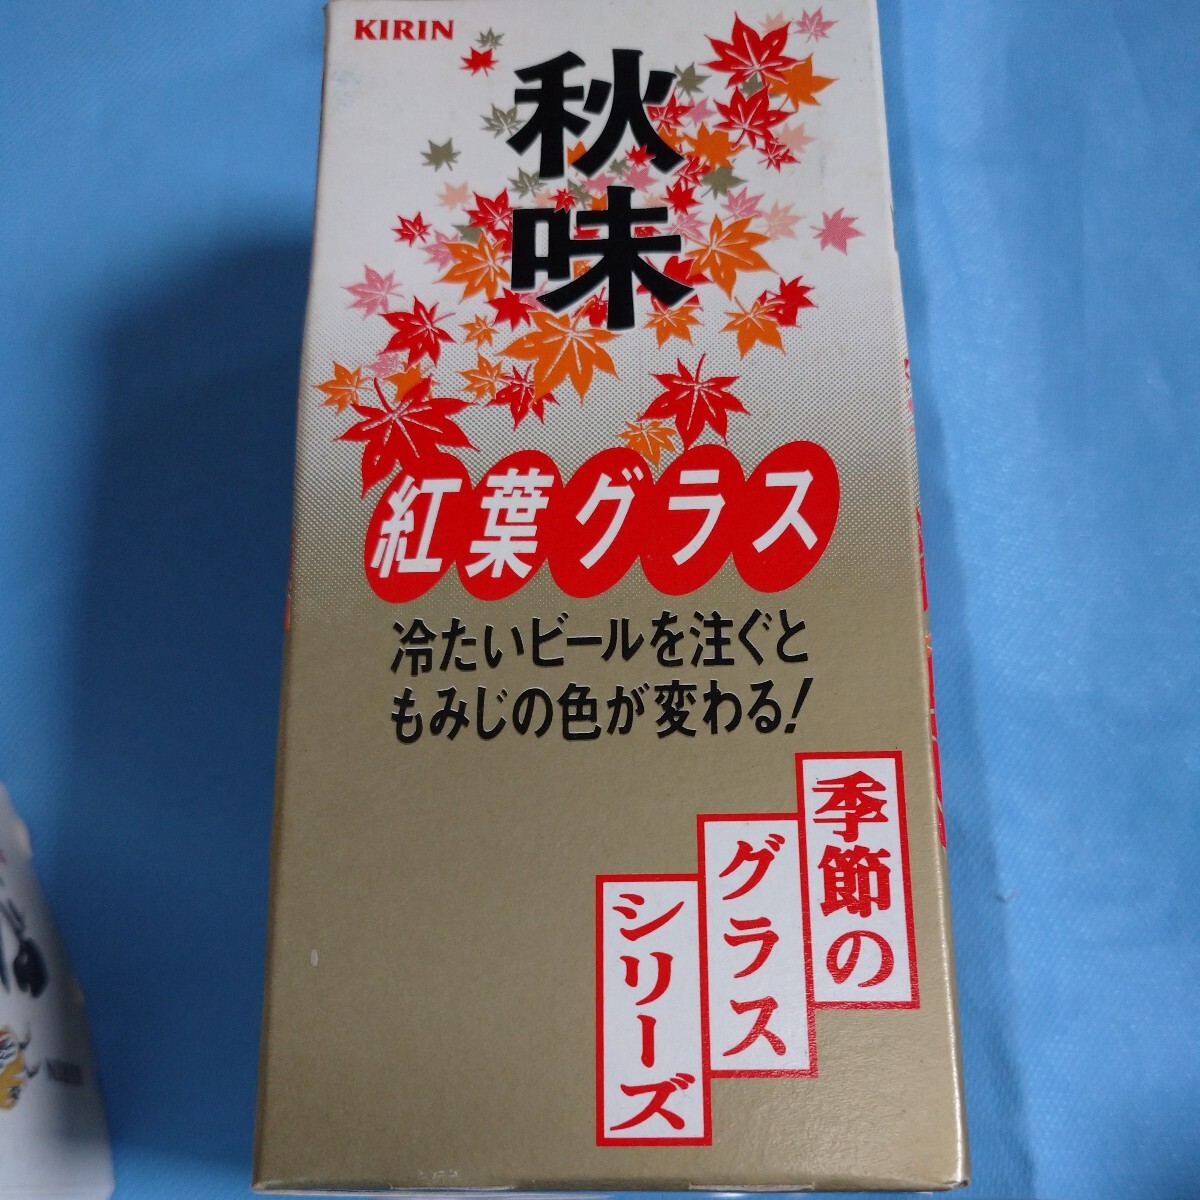 KIRIN
秋味
紅葉グラス
冷たいビールを注ぐと
もみじの色が変わる!
季節の
グラス
シリーズ
KIRIN